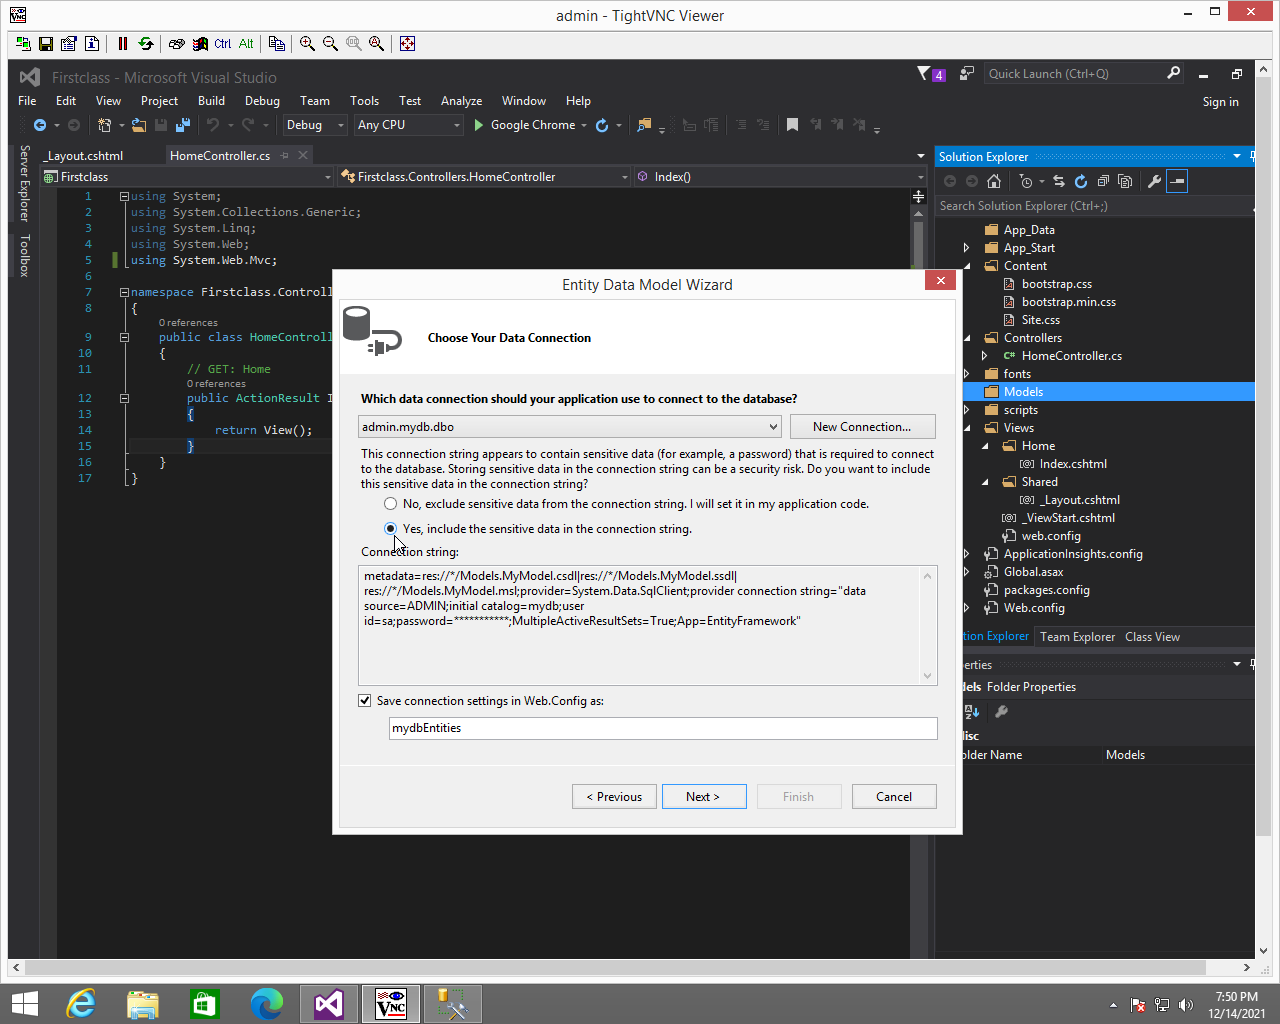 admin - TightVNC Viewer
Ctrl Alt
Firstclass - Microsoft Visual Studio
4
Quick Launch (Ctrl+Q)
File Edit View Project Build Debug Team Tools Test Analyze Window Help
Sign in
Debug
Any CPU
Google Chrome
Server Explorer
Toolbox
_Layout.cshtml
HomeController.cs
Firstclass
Firstclass.Controllers.HomeController
Index()
1 using System;
2 using System.Collections.Generic;
3 using System.Linq;
4 using System.Web;
5 using System.Web.Mvc;
6
7 namespace Firstclass.Controll
8 {
0 references
9 public class HomeControll
10 {
11 // GET: Home
0 references
12 public ActionResult I
13 {
14 return View();
15 }
16 }
17 }
Entity Data Model Wizard
Choose Your Data Connection
Which data connection should your application use to connect to the database?
admin.mydb.dbo
New Connection...
This connection string appears to contain sensitive data (for example, a password) that is required to connect
to the database. Storing sensitive data in the connection string can be a security risk. Do you want to include
this sensitive data in the connection string?
No, exclude sensitive data from the connection string. I will set it in my application code.
Yes, include the sensitive data in the connection string.
Connection string:
metadata=res://*/Models.MyModel.csdl|res://*/Models.MyModel.ssdl|
res://*/Models.MyModel.msl;provider=System.Data.SqlClient;provider connection string="data
source=ADMIN;initial catalog=mydb;user
id=sa;password=***********;MultipleActiveResultSets=True;App=EntityFramework"
Save connection settings in Web.Config as:
mydbEntities
< Previous
Next >
Finish
Cancel
Solution Explorer
Search Solution Explorer (Ctrl+;)
App_Data
App_Start
Content
bootstrap.css
bootstrap.min.css
Site.css
Controllers
C# HomeController.cs
fonts
Models
scripts
Views
Home
Index.cshtml
Shared
_Layout.cshtml
_ViewStart.cshtml
web.config
ApplicationInsights.config
Global.asax
packages.config
Web.config
tion Explorer
Team Explorer
Class View
erties
dels Folder Properties
lisc
older Name
Models
7:50 PM
12/14/2021